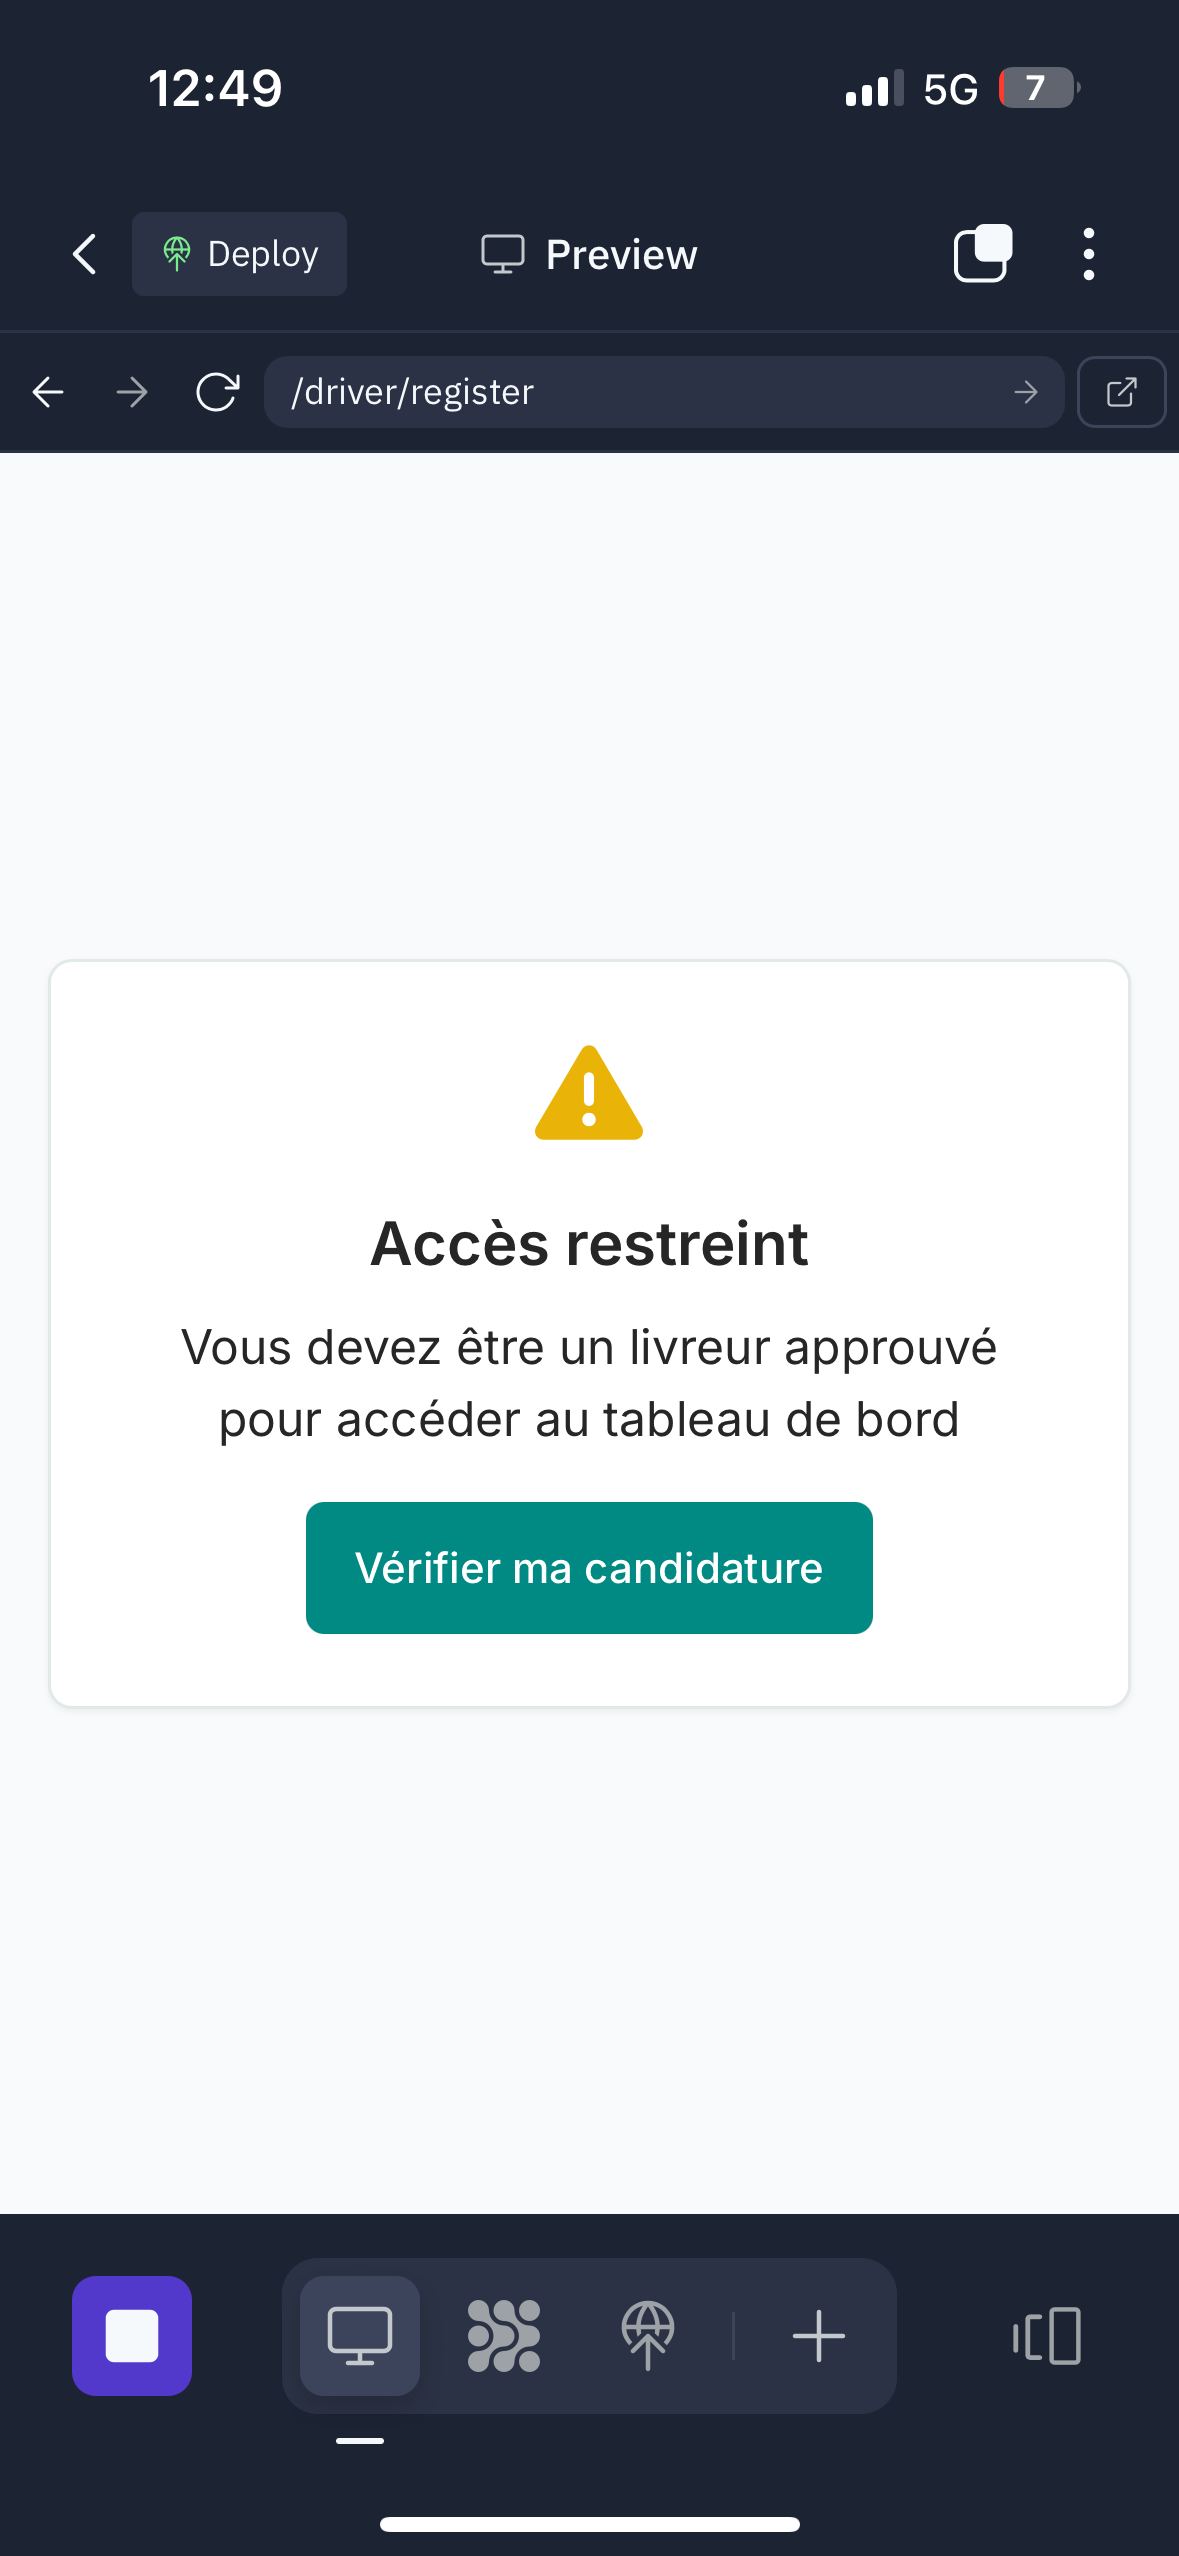 12:49
5G
7
Deploy
Preview
/driver/register
Accès restreint
Vous devez être un livreur approuvé
pour accéder au tableau de bord
Vérifier ma candidature